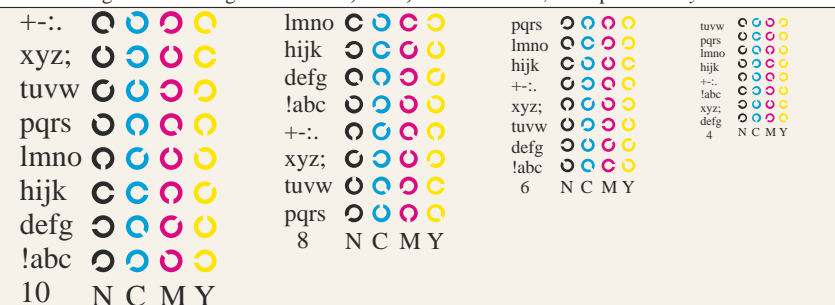 +-:.
xyz;
tuvw
pqrs
lmno
hijk
defg
!abc
10 N C M Y
lmno
hijk
defg
!abc
+-:.
xyz;
tuvw
pqrs
8 N C M Y
pqrs
lmno
hijk
+-:.
xyz;
tuvw
defg
!abc
6 N C M Y
tuvw
pqrs
lmno
hijk
+-:.
!abc
xyz;
defg
4 N C M Y